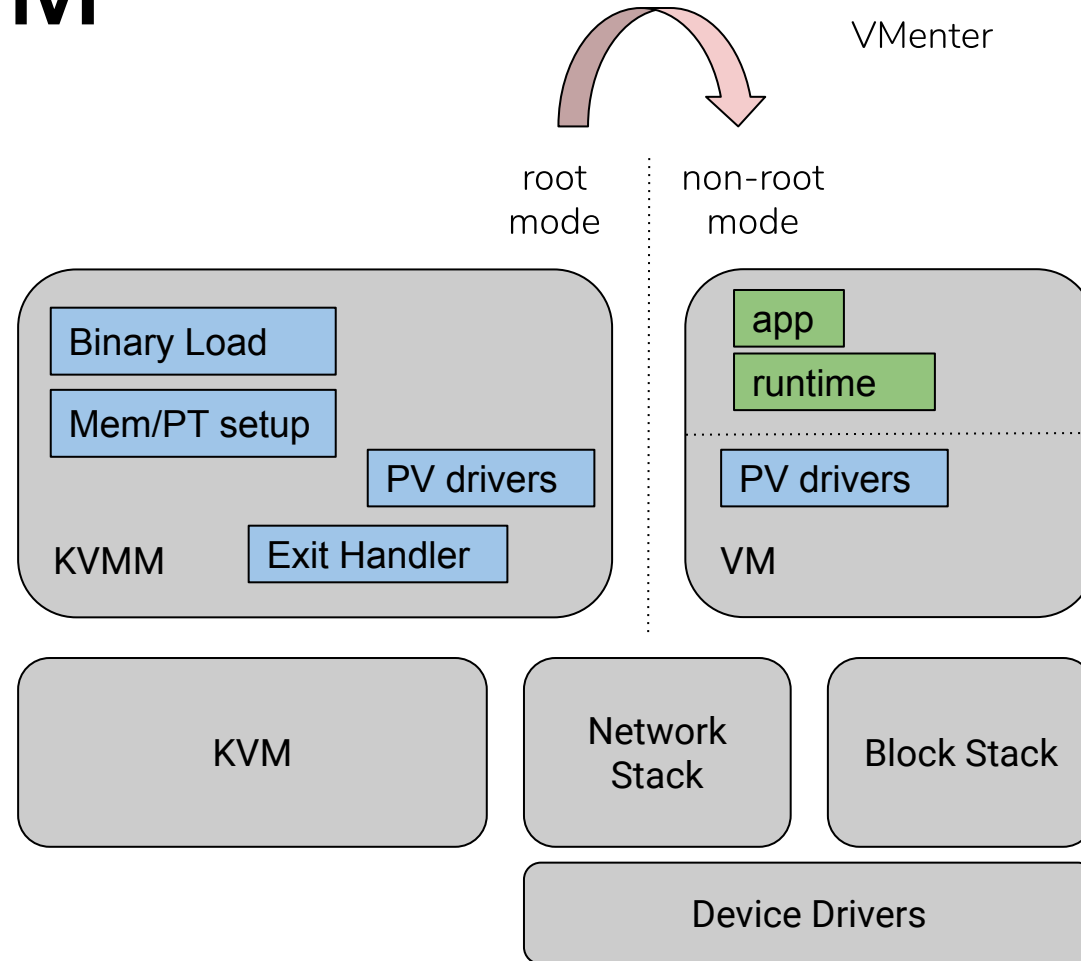 VMenter
root
mode
non-root
mode
Binary Load
Mem/PT setup
PV drivers
Exit Handler
KVMM
app
runtime
PV drivers
VM
KVM
Network
Stack
Block Stack
Device Drivers